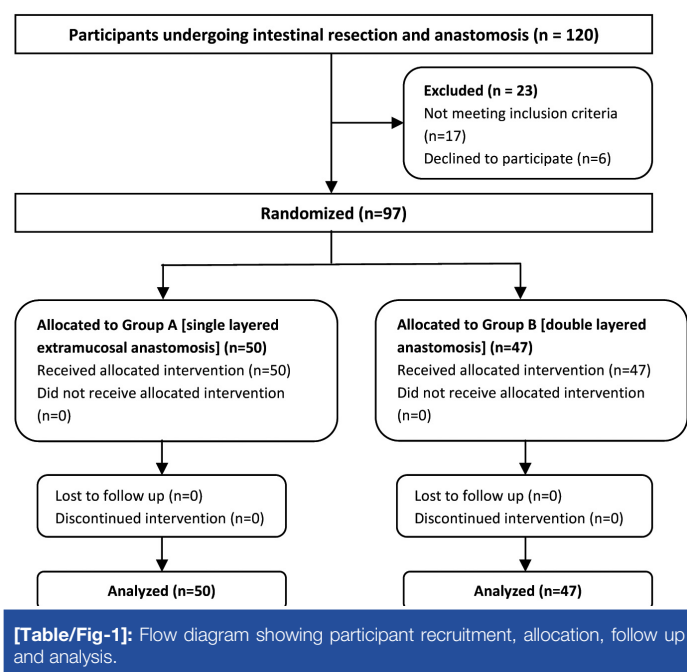 Participants undergoing intestinal resection and anastomosis (n = 120)
Excluded (n = 23)
Not meeting inclusion criteria
(n=17)
Declined to participate (n=6)
Randomized (n=97)
Allocated to Group A [single layered
extramucosal anastomosis] (n=50)
Received allocated intervention (n=50)
Did not receive allocated intervention
(n=0)
Allocated to Group B [double layered
anastomosis] (n=47)
Received allocated intervention (n=47)
Did not receive allocated intervention
(n=0)
Lost to follow up (n=0)
Discontinued intervention (n=0)
Lost to follow up (n=0)
Discontinued intervention (n=0)
Analyzed (n=50)
Analyzed (n=47)
[Table/Fig-1]: Flow diagram showing participant recruitment, allocation, follow up
and analysis.